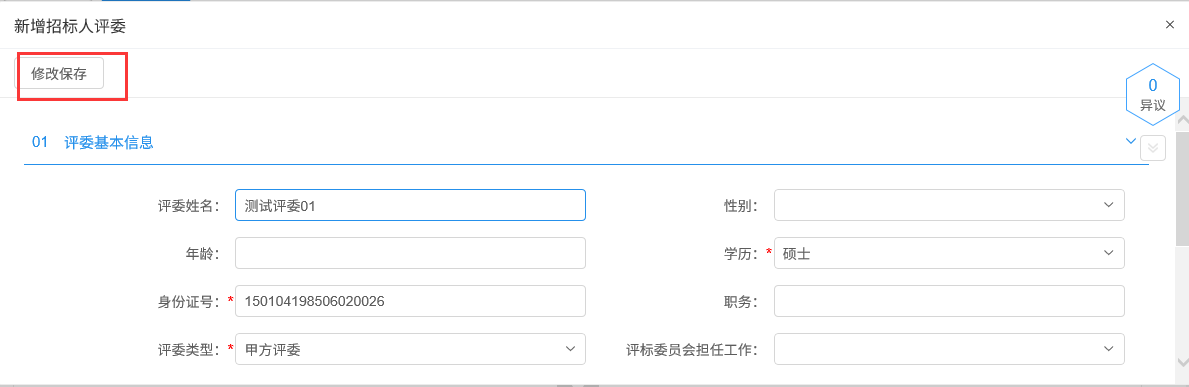 新增招标人评委 ×
修改保存
0
异议
01 评委基本信息
评委姓名： 测试评委01 性别：
年龄： 学历：* 硕士
身份证号：* 150104198506020026 职务：
评委类型：* 甲方评委 评标委员会担任工作：